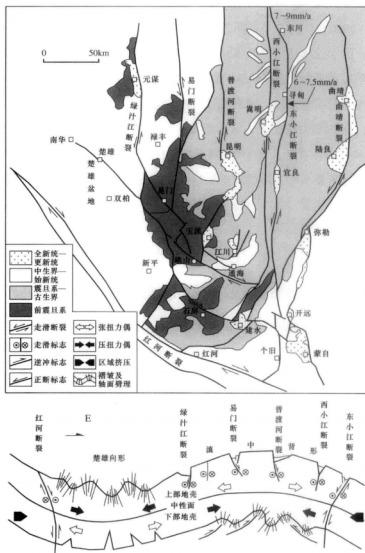 7~9mm/a
东川
0 50km
西小江断裂
元谋
易门断裂
普渡河断裂
6~7.5mm/a
寻甸
曲靖
绿汁江断裂
嵩明
东小江断裂
曲靖断裂
禄丰
南华
楚雄
昆明
陆良
楚雄盆地
宜良
双柏
易门
弥勒
玉溪
江川
新平
通海
石屏
建水
开远
红河断裂
红河
个旧
蒙自
全新统—更新统
中生界—始新统
震旦系—古生界
前震旦系
走滑断裂
张扭力偶
走滑标志
压扭力偶
逆冲标志
区域挤压
正断标志
褶皱及轴面劈理
红河断裂
E
绿汁江断裂
易门断裂
普渡河断裂
西小江断裂
东小江断裂
楚雄向形
滇中背形
上部地壳
中性面
下部地壳